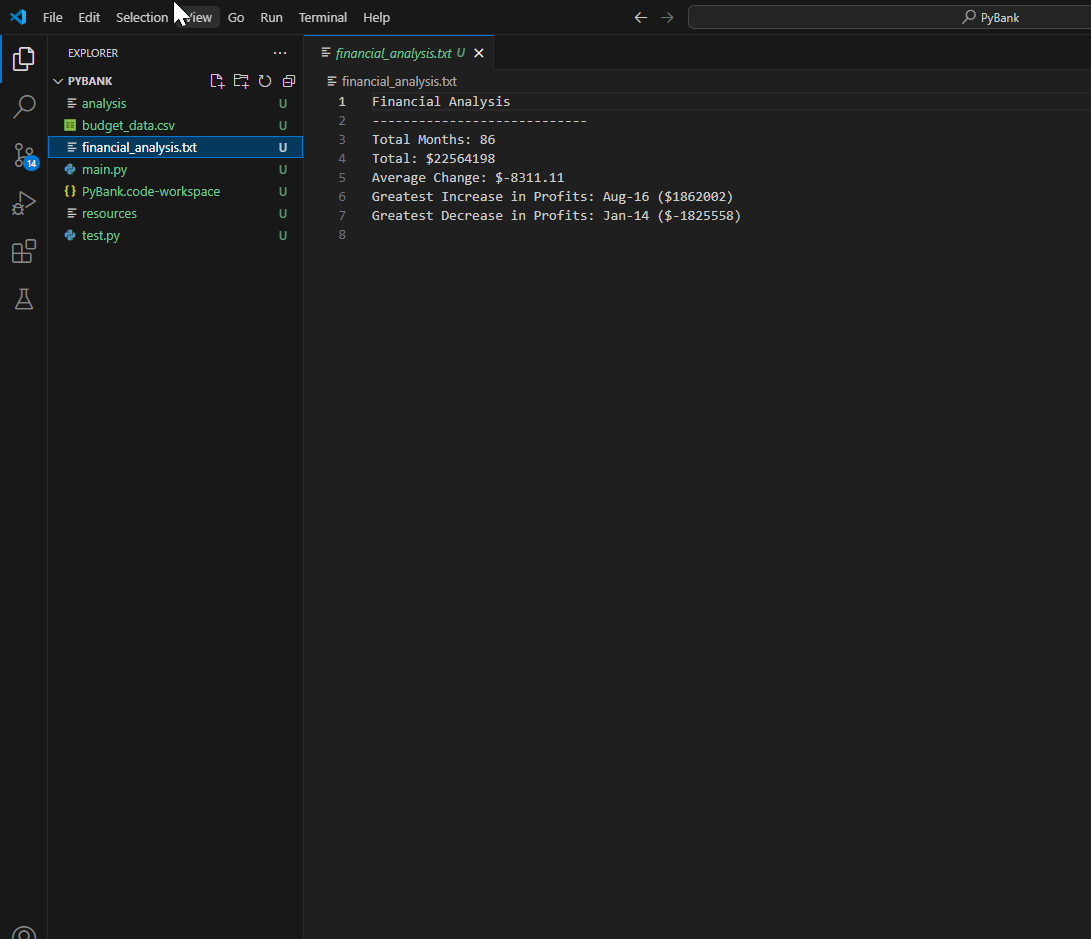 File Edit Selection View Go Run Terminal Help
PyBank
EXPLORER
PYBANK
analysis U
budget_data.csv U
financial_analysis.txt U
main.py U
{} PyBank.code-workspace U
resources U
test.py U
14
financial_analysis.txt U
financial_analysis.txt
1 Financial Analysis
2 ----------------------------
3 Total Months: 86
4 Total: $22564198
5 Average Change: $-8311.11
6 Greatest Increase in Profits: Aug-16 ($1862002)
7 Greatest Decrease in Profits: Jan-14 ($-1825558)
8